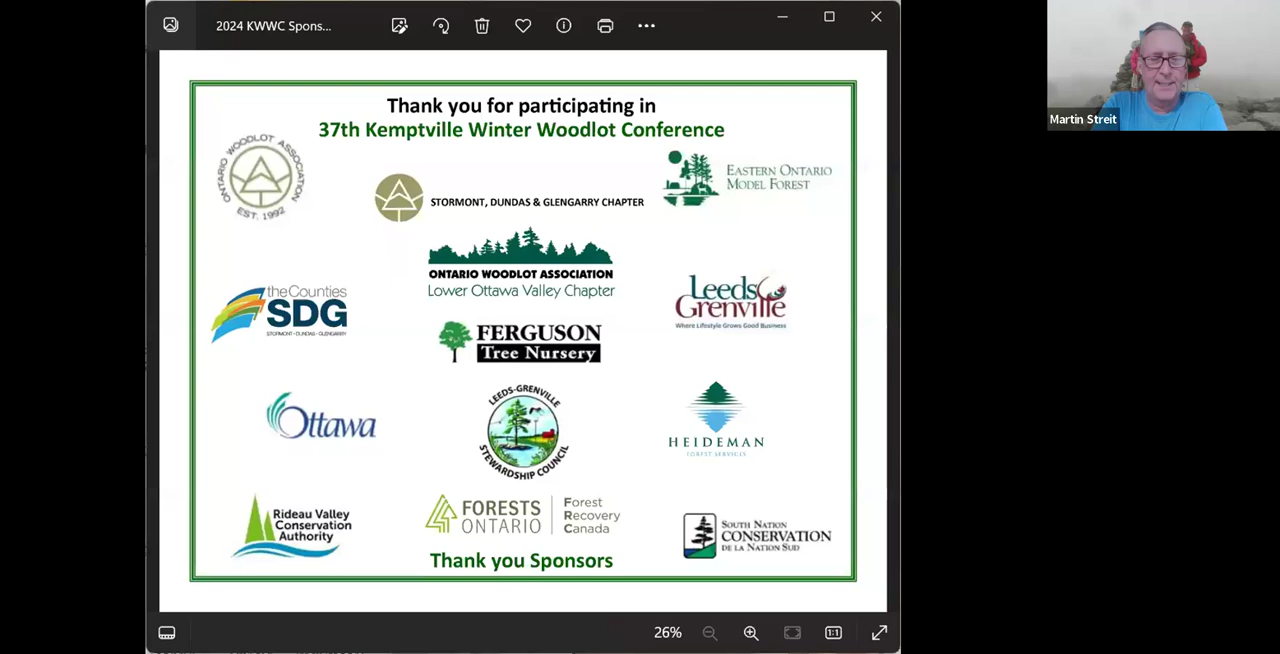 2024 KWWC Spons...
Martin Streit
Thank you for participating in
37th Kemptville Winter Woodlot Conference
ONTARIO WOODLOT ASSOCIATION
EST. 1992
STORMONT, DUNDAS & GLENGARRY CHAPTER
EASTERN ONTARIO
MODEL FOREST
ONTARIO WOODLOT ASSOCIATION
Lower Ottawa Valley Chapter
the Counties
SDG
STORMONT • DUNDAS • GLENGARRY
Leeds
Grenville
Where Lifestyle Grows Good Business
FERGUSON
Tree Nursery
Ottawa
LEEDS-GRENVILLE
STEWARDSHIP COUNCIL
HEIDEMAN
FOREST SERVICES
Rideau Valley
Conservation
Authority
FORESTS
ONTARIO
Forest
Recovery
Canada
SOUTH NATION
CONSERVATION
DE LA NATION SUD
Thank you Sponsors
26%
1:1